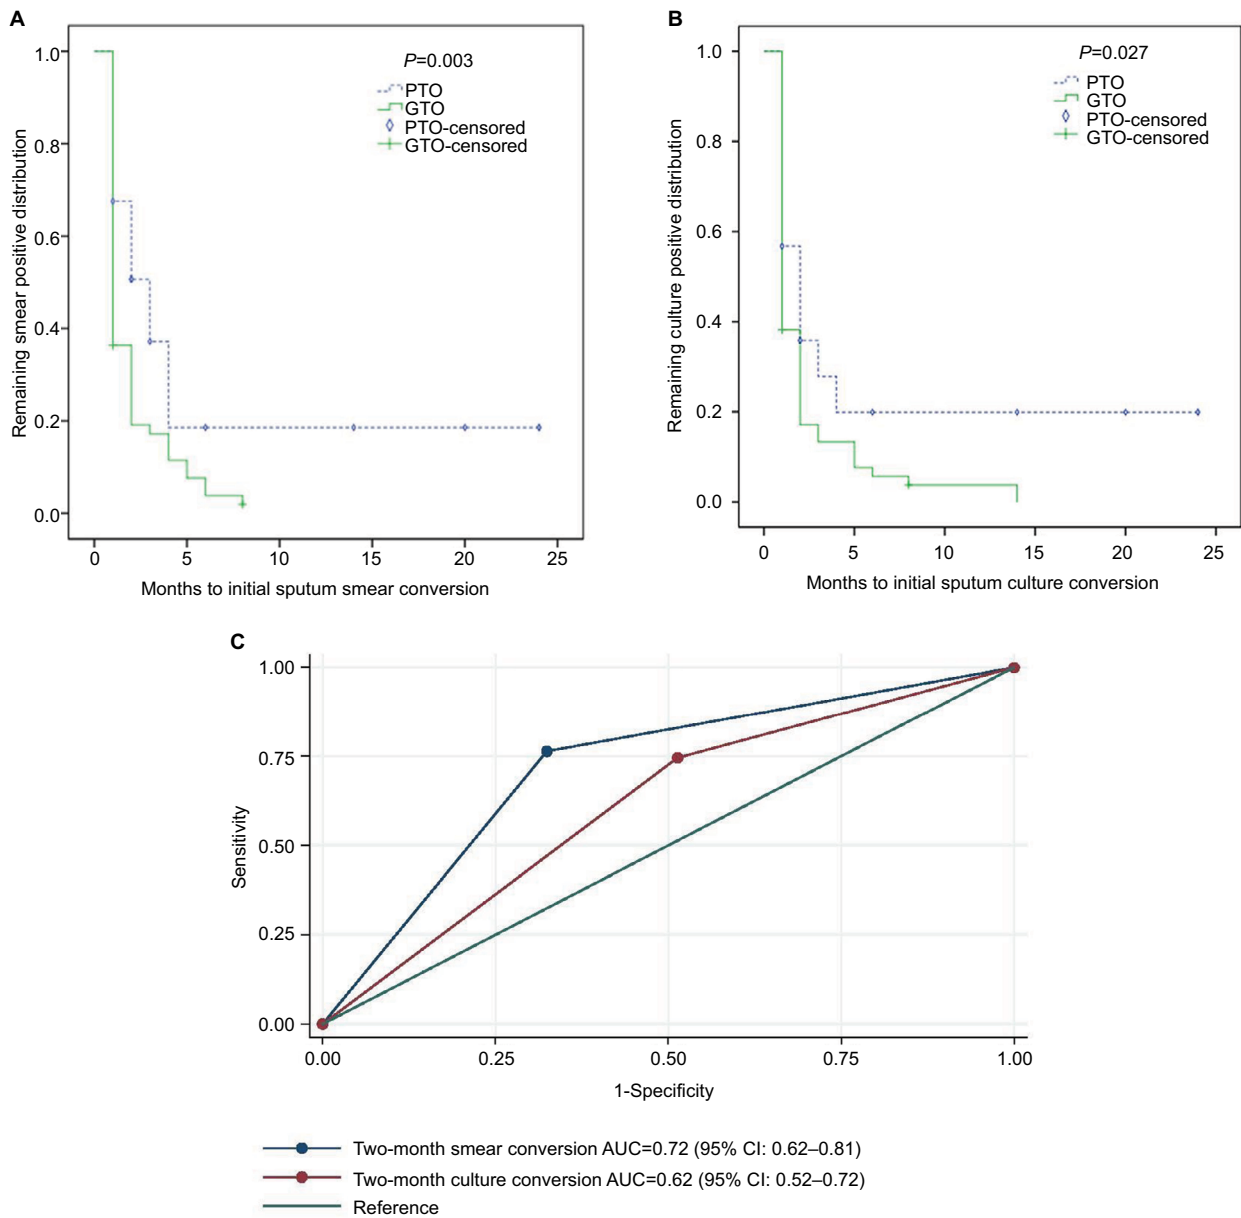 A
P=0.003
PTO
GTO
PTO-censored
GTO-censored
Remaining smear positive distribution
1.0
0.8
0.6
0.4
0.2
0.0
0 5 10 15 20 25
Months to initial sputum smear conversion
B
P=0.027
PTO
GTO
PTO-censored
GTO-censored
Remaining culture positive distribution
1.0
0.8
0.6
0.4
0.2
0.0
0 5 10 15 20 25
Months to initial sputum culture conversion
C
Sensitivity
1.00
0.75
0.50
0.25
0.00
0.00 0.25 0.50 0.75 1.00
1-Specificity
Two-month smear conversion AUC=0.72 (95% CI: 0.62–0.81)
Two-month culture conversion AUC=0.62 (95% CI: 0.52–0.72)
Reference